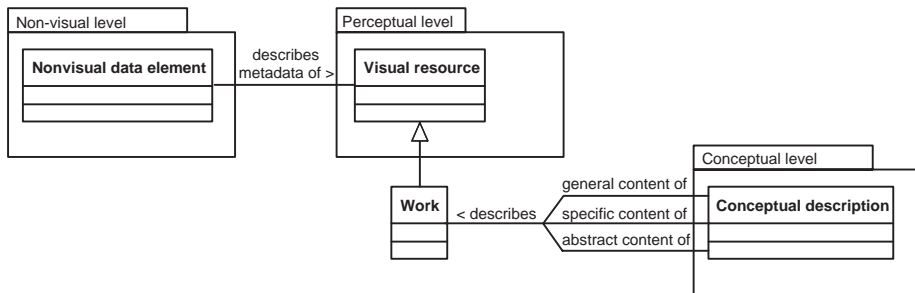 Non-visual level
Perceptual level
describes
metadata of >
Nonvisual data element
Visual resource
Conceptual level
general content of
Work
< describes
specific content of
Conceptual description
abstract content of